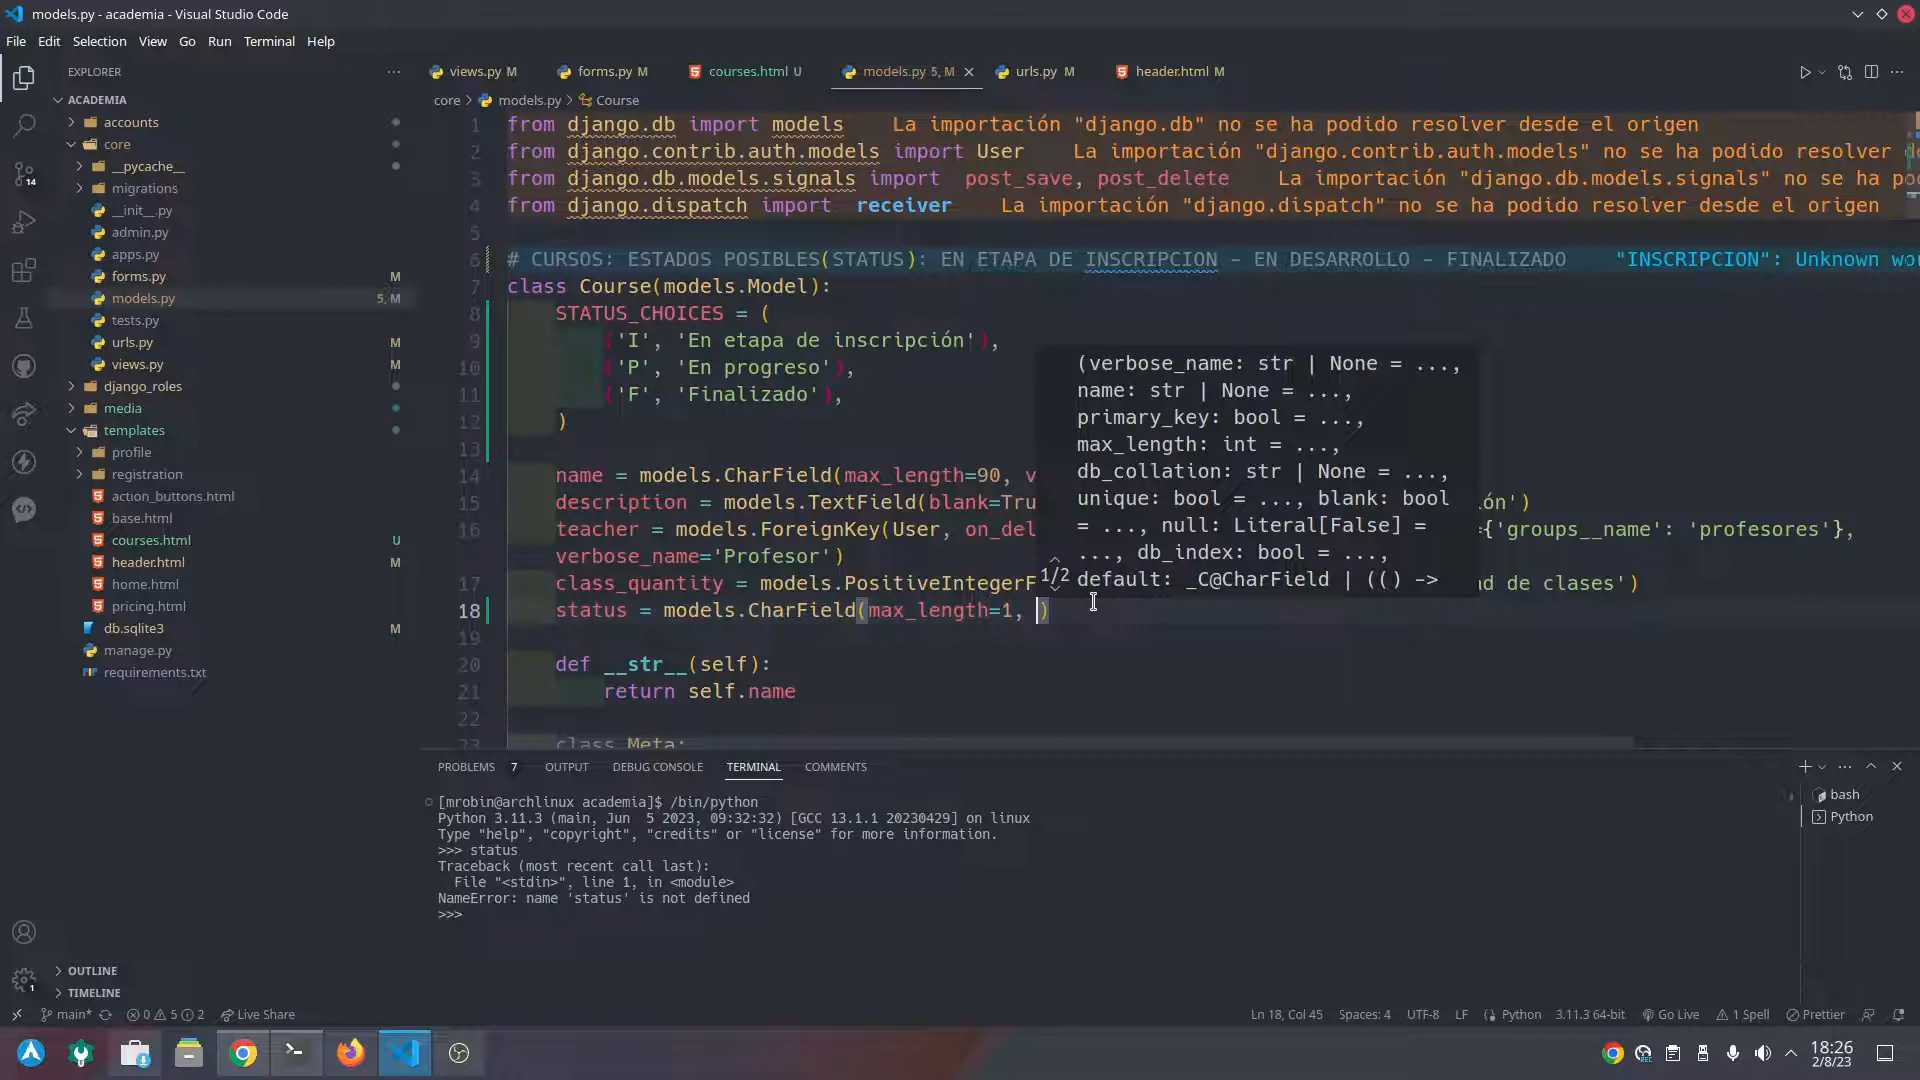 models.py - academia - Visual Studio Code
File Edit Selection View Go Run Terminal Help
EXPLORER
ACADEMIA
accounts
core
__pycache__
migrations
__init__.py
admin.py
apps.py
forms.py M
models.py 5, M
tests.py
urls.py M
views.py M
django_roles
media
templates
profile
registration
action_buttons.html
base.html
courses.html U
header.html M
home.html
pricing.html
db.sqlite3 M
manage.py
requirements.txt
OUTLINE
TIMELINE
14
1
views.py M forms.py M courses.html U models.py 5, M urls.py M header.html M
core > models.py > Course
1 from django.db import models La importación "django.db" no se ha podido resolver desde el origen
2 from django.contrib.auth.models import User La importación "django.contrib.auth.models" no se ha podido resolver
3 from django.db.models.signals import post_save, post_delete La importación "django.db.models.signals" no se ha
4 from django.dispatch import receiver La importación "django.dispatch" no se ha podido resolver desde el origen
5
6 # CURSOS: ESTADOS POSIBLES(STATUS): EN ETAPA DE INSCRIPCION - EN DESARROLLO - FINALIZADO "INSCRIPCION": Unknown wo
7 class Course(models.Model):
8 STATUS_CHOICES = (
9 ('I', 'En etapa de inscripción'),
10 ('P', 'En progreso'),
11 ('F', 'Finalizado'),
12 )
13
14 name = models.CharField(max_length=90, v
15 description = models.TextField(blank=Tru ón')
16 teacher = models.ForeignKey(User, on_del ={'groups__name': 'profesores'},
verbose_name='Profesor')
17 class_quantity = models.PositiveIntegerF d de clases')
18 status = models.CharField(max_length=1, )
19
20 def __str__(self):
21 return self.name
22
23 class Meta:
(verbose_name: str | None = ...,
name: str | None = ...,
primary_key: bool = ...,
max_length: int = ...,
db_collation: str | None = ...,
unique: bool = ..., blank: bool
= ..., null: Literal[False] =
..., db_index: bool = ...,
1/2 default: _C@CharField | (() ->
PROBLEMS 7 OUTPUT DEBUG CONSOLE TERMINAL COMMENTS
[mrobin@archlinux academia]$ /bin/python
Python 3.11.3 (main, Jun 5 2023, 09:32:32) [GCC 13.1.1 20230429] on linux
Type "help", "copyright", "credits" or "license" for more information.
>>> status
Traceback (most recent call last):
File "<stdin>", line 1, in <module>
NameError: name 'status' is not defined
>>>
bash
Python
main* 0 5 2 Live Share Ln 18, Col 45 Spaces: 4 UTF-8 LF Python 3.11.3 64-bit Go Live 1 Spell Prettier
18:26
2/8/23